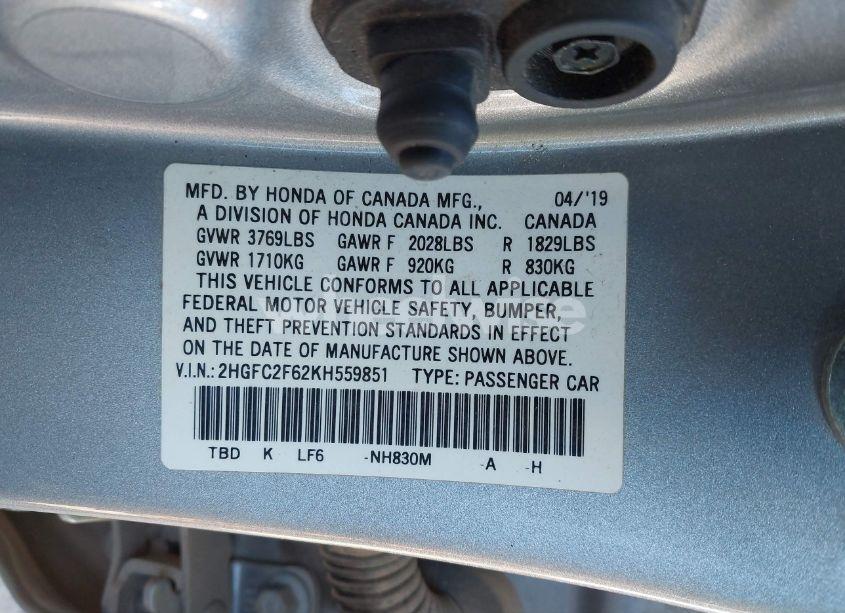 MFD. BY HONDA OF CANADA MFG., 04/'19
A DIVISION OF HONDA CANADA INC. CANADA
GVWR 3769LBS GAWR F 2028LBS R 1829LBS
GVWR 1710KG GAWR F 920KG R 830KG
THIS VEHICLE CONFORMS TO ALL APPLICABLE
FEDERAL MOTOR VEHICLE SAFETY, BUMPER,
AND THEFT PREVENTION STANDARDS IN EFFECT
ON THE DATE OF MANUFACTURE SHOWN ABOVE.
V.I.N.: 2HGFC2F62KH559851 TYPE: PASSENGER CAR
TBD K LF6 -NH830M -A -H